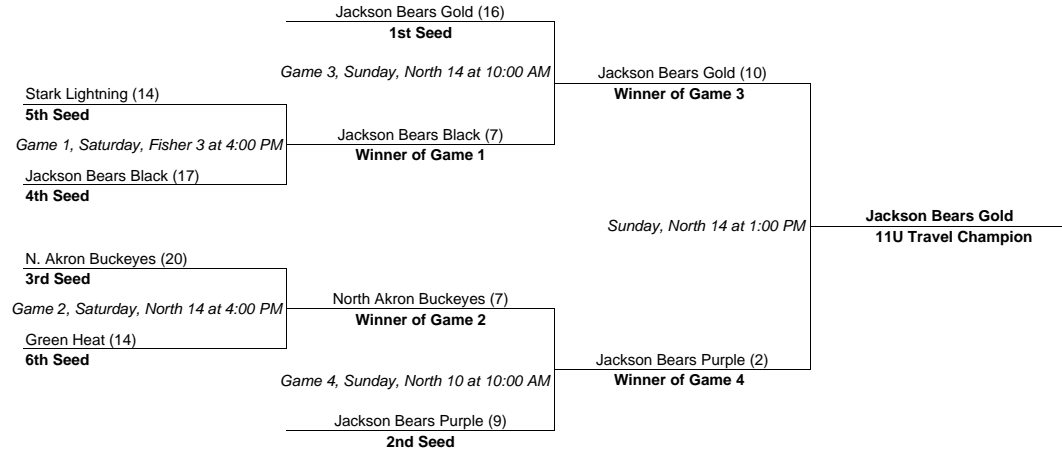 Jackson Bears Gold (16)
1st Seed
Game 3, Sunday, North 14 at 10:00 AM
Jackson Bears Gold (10)
Winner of Game 3
Stark Lightning (14)
5th Seed
Game 1, Saturday, Fisher 3 at 4:00 PM
Jackson Bears Black (7)
Winner of Game 1
Jackson Bears Black (17)
4th Seed
Sunday, North 14 at 1:00 PM
Jackson Bears Gold
11U Travel Champion
N. Akron Buckeyes (20)
3rd Seed
Game 2, Saturday, North 14 at 4:00 PM
North Akron Buckeyes (7)
Winner of Game 2
Green Heat (14)
6th Seed
Game 4, Sunday, North 10 at 10:00 AM
Jackson Bears Purple (2)
Winner of Game 4
Jackson Bears Purple (9)
2nd Seed